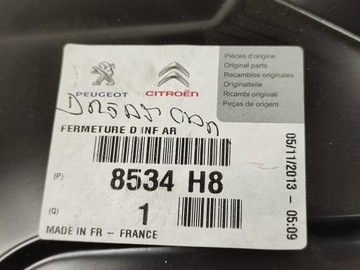 PEUGEOT
CITROËN
Pièces d'origine
Original parts
Recambios originales
Originalteile
Ricambi originali
Peças de origem
FERMETURE D INF AR
(P) 8534 H8
(Q) 1
MADE IN FR - FRANCE
05/11/2013 - 05:09